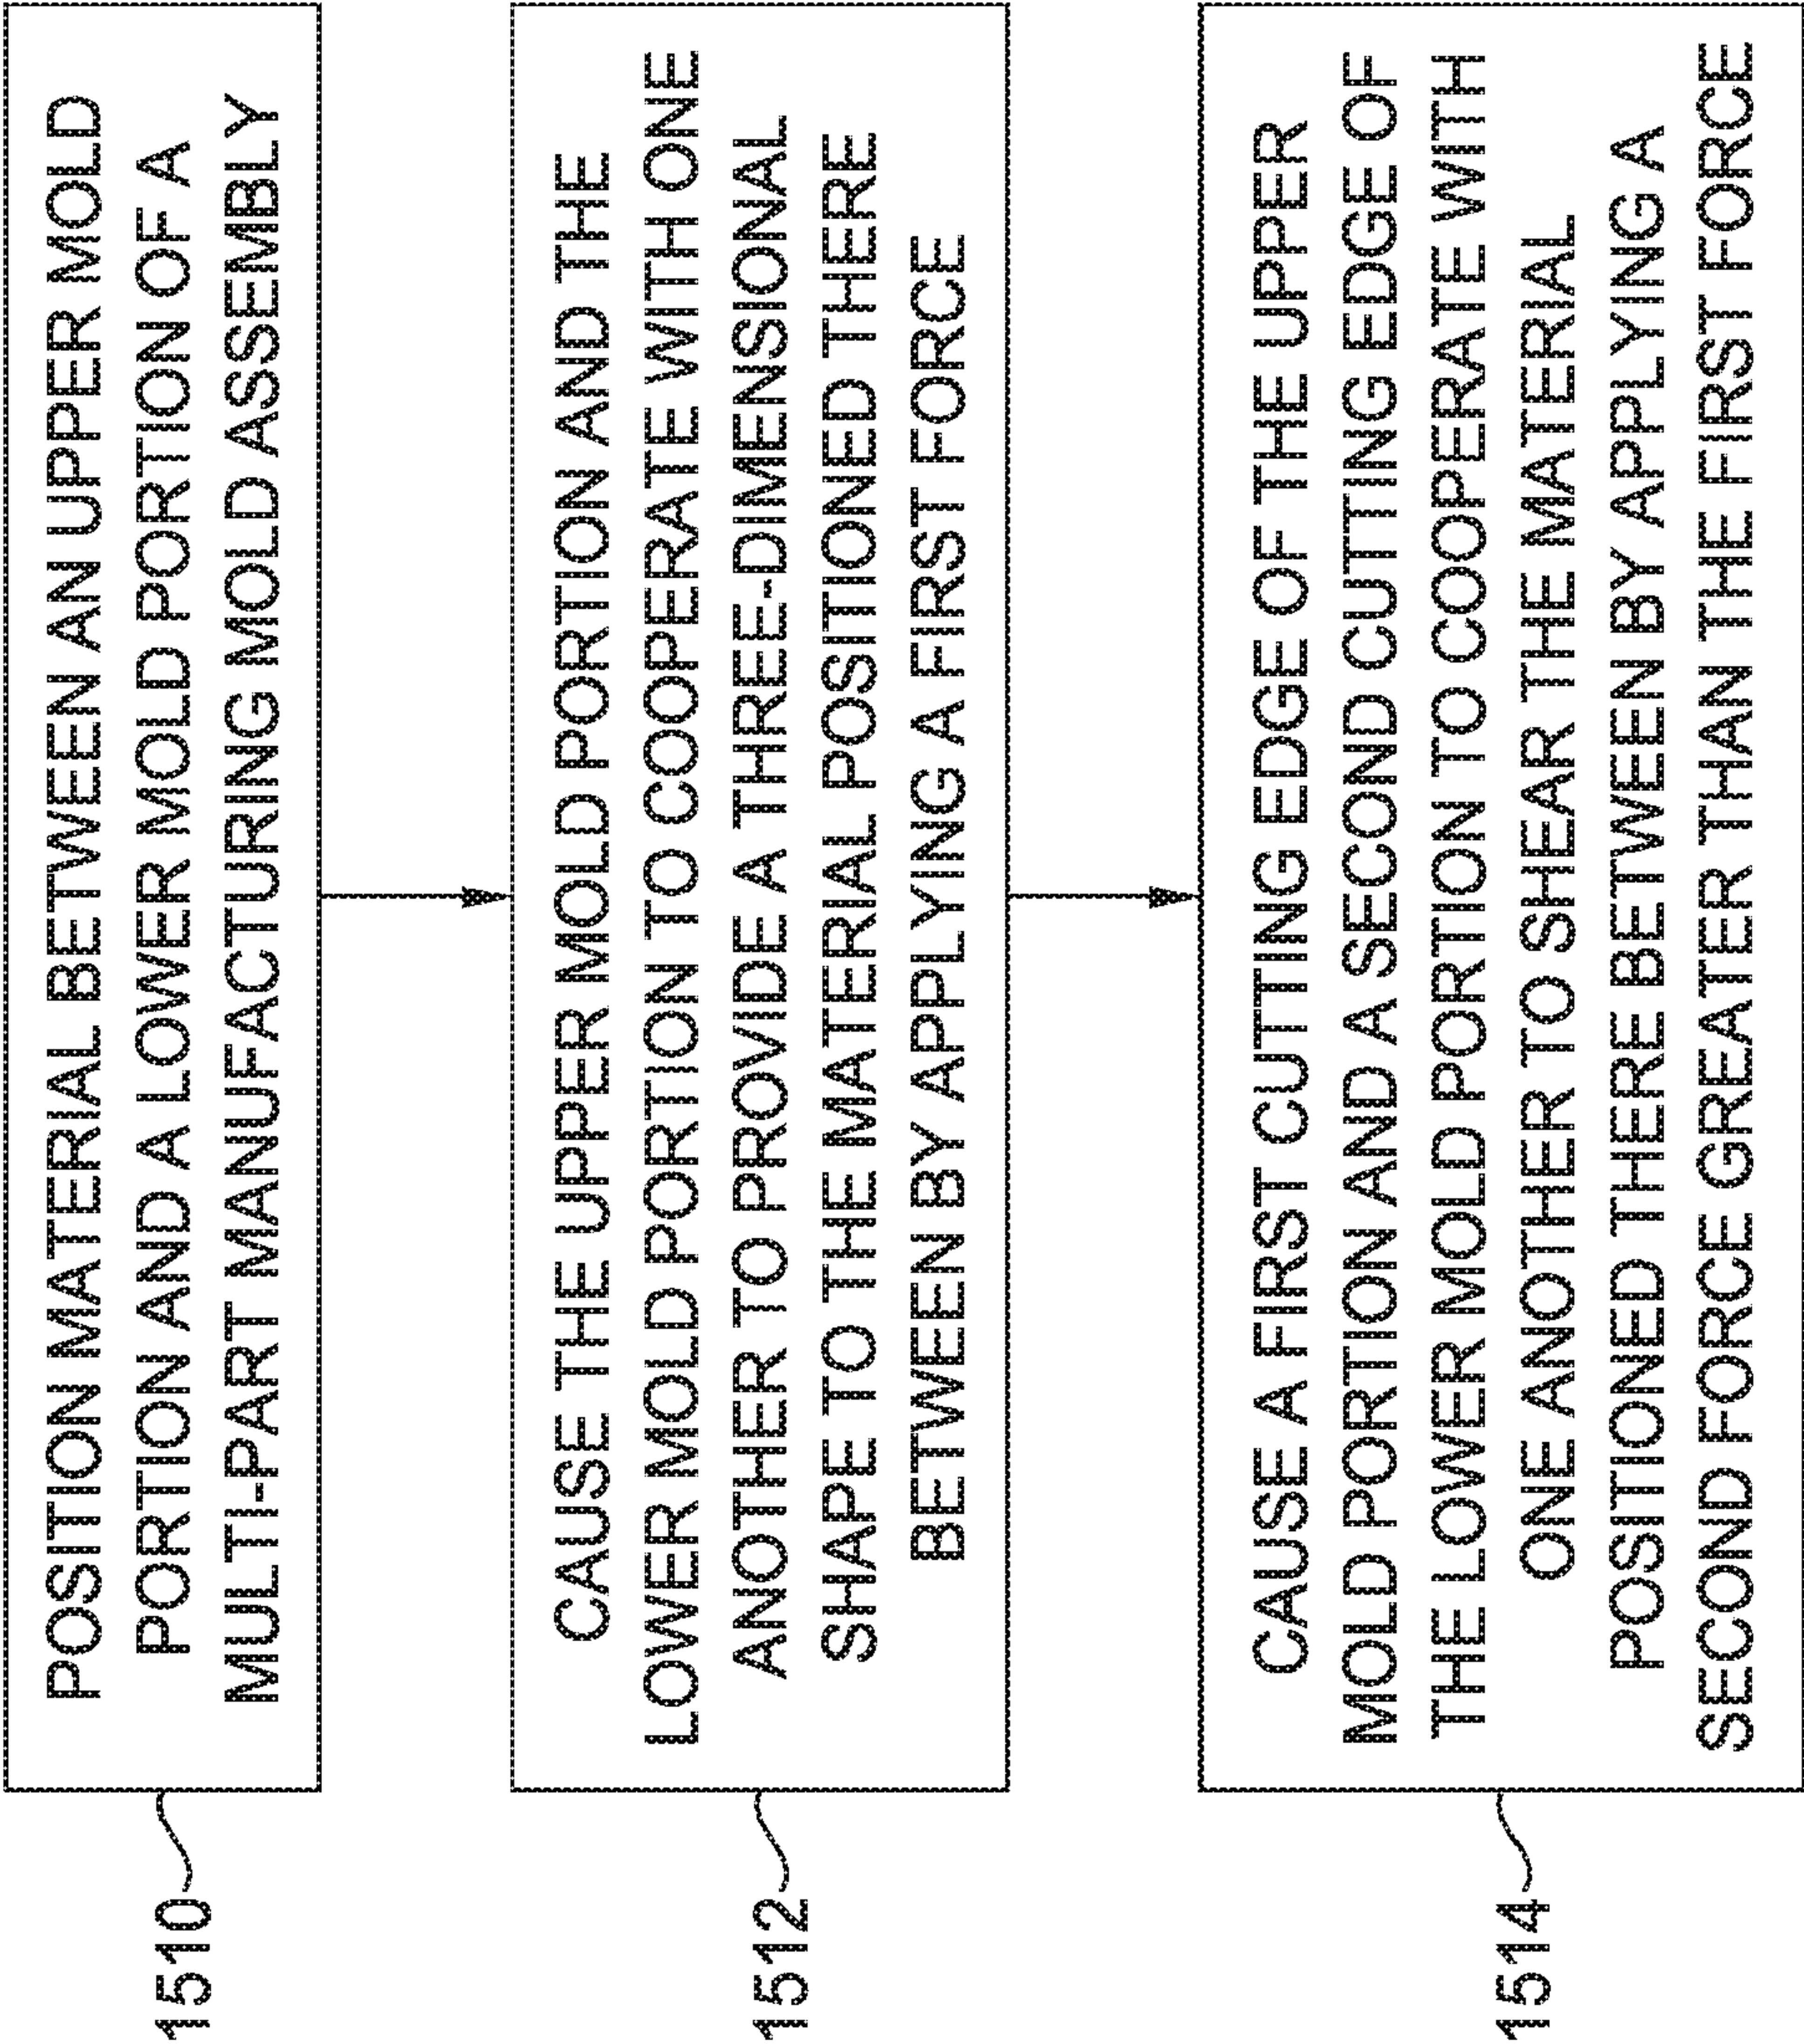 1510
POSITION MATERIAL BETWEEN AN UPPER MOLD
PORTION AND A LOWER MOLD PORTION OF A
MULTI-PART MANUFACTURING MOLD ASSEMBLY
1512
CAUSE THE UPPER MOLD PORTION AND THE
LOWER MOLD PORTION TO COOPERATE WITH ONE
ANOTHER TO PROVIDE A THREE-DIMENSIONAL
SHAPE TO THE MATERIAL POSITIONED THERE
BETWEEN BY APPLYING A FIRST FORCE
1514
CAUSE A FIRST CUTTING EDGE OF THE UPPER
MOLD PORTION AND A SECOND CUTTING EDGE OF
THE LOWER MOLD PORTION TO COOPERATE WITH
ONE ANOTHER TO SHEAR THE MATERIAL
POSITIONED THERE BETWEEN BY APPLYING A
SECOND FORCE GREATER THAN THE FIRST FORCE